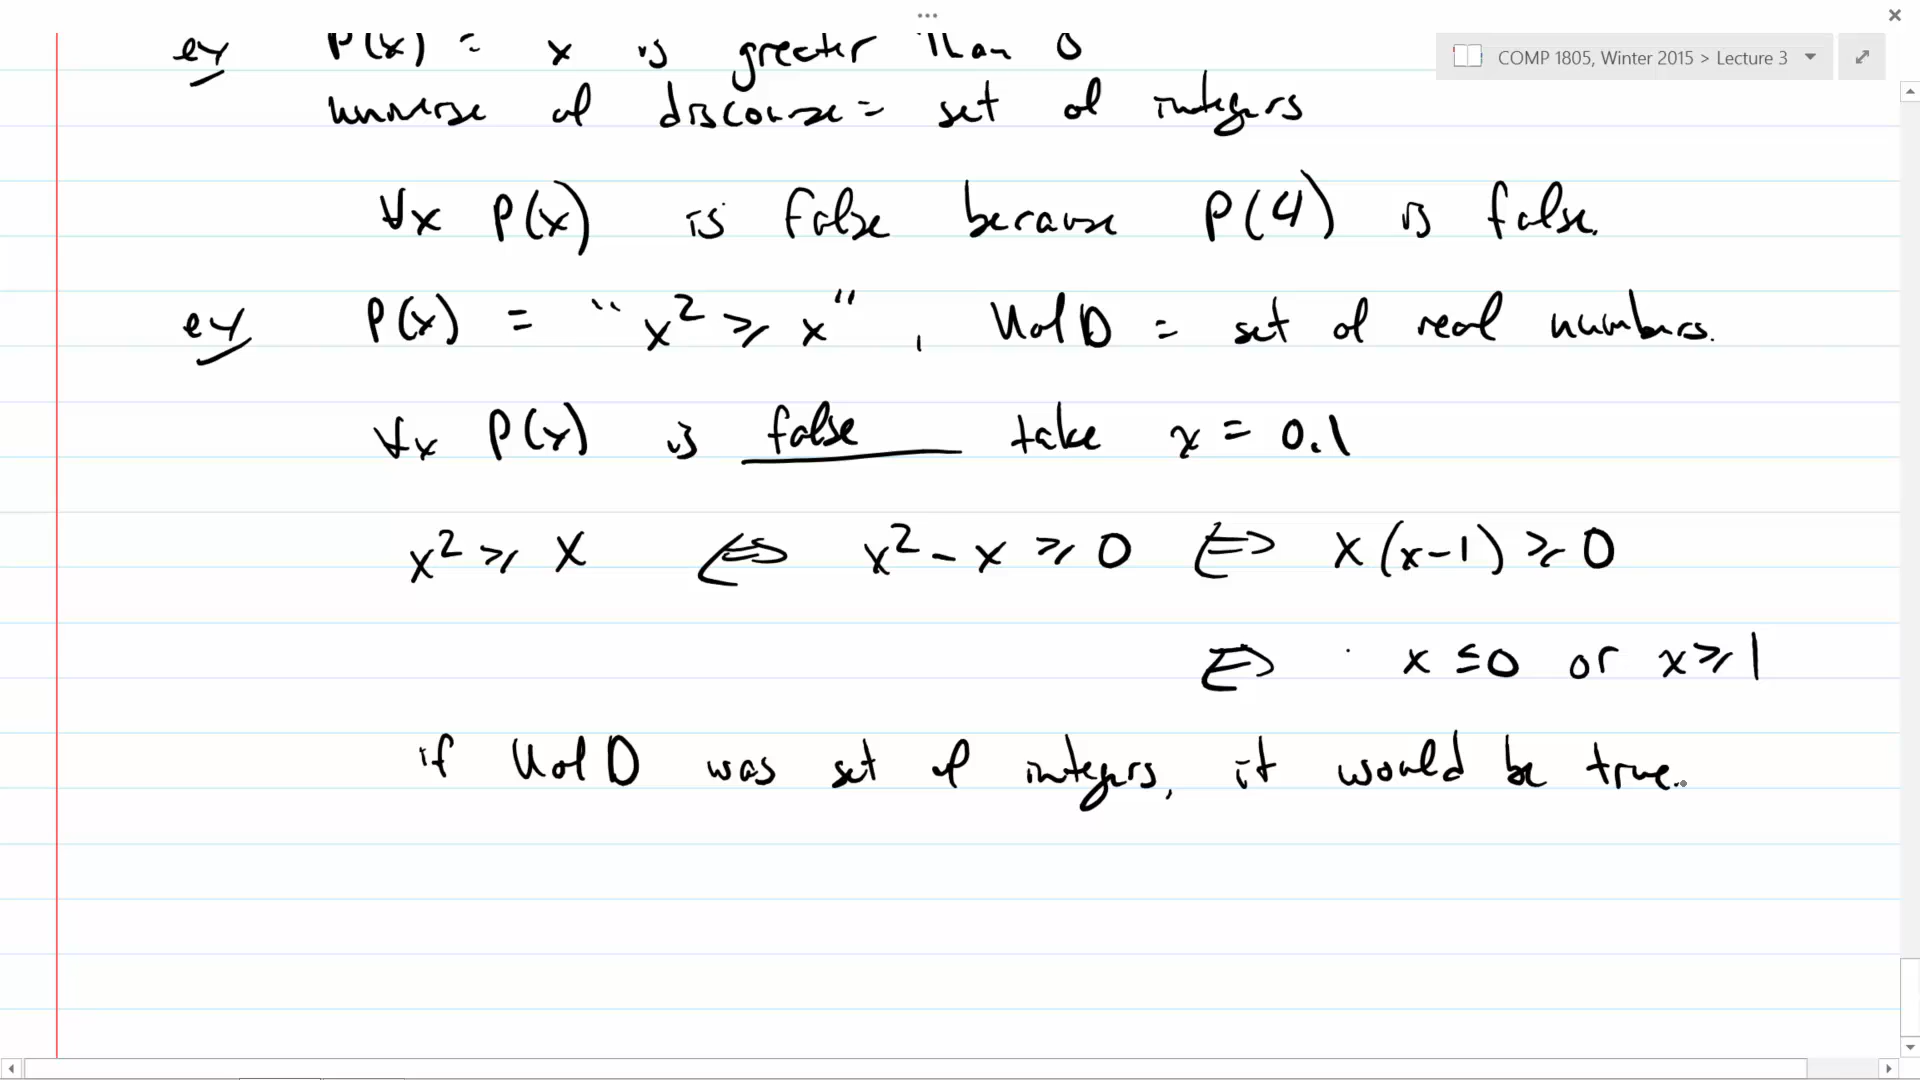 COMP 1805, Winter 2015 > Lecture 3
ex P(x) = x is greater than 0
universe of discourse = set of integers
∀x P(x) is false because P(4) is false.
ex P(x) = "x² ≥ x", UofD = set of real numbers.
∀x P(x) is false take x = 0.1
x² ≥ x ⇔ x² - x ≥ 0 ⇔ x(x-1) ≥ 0
⇔ x ≤ 0 or x ≥ 1
if UofD was set of integers, it would be true.